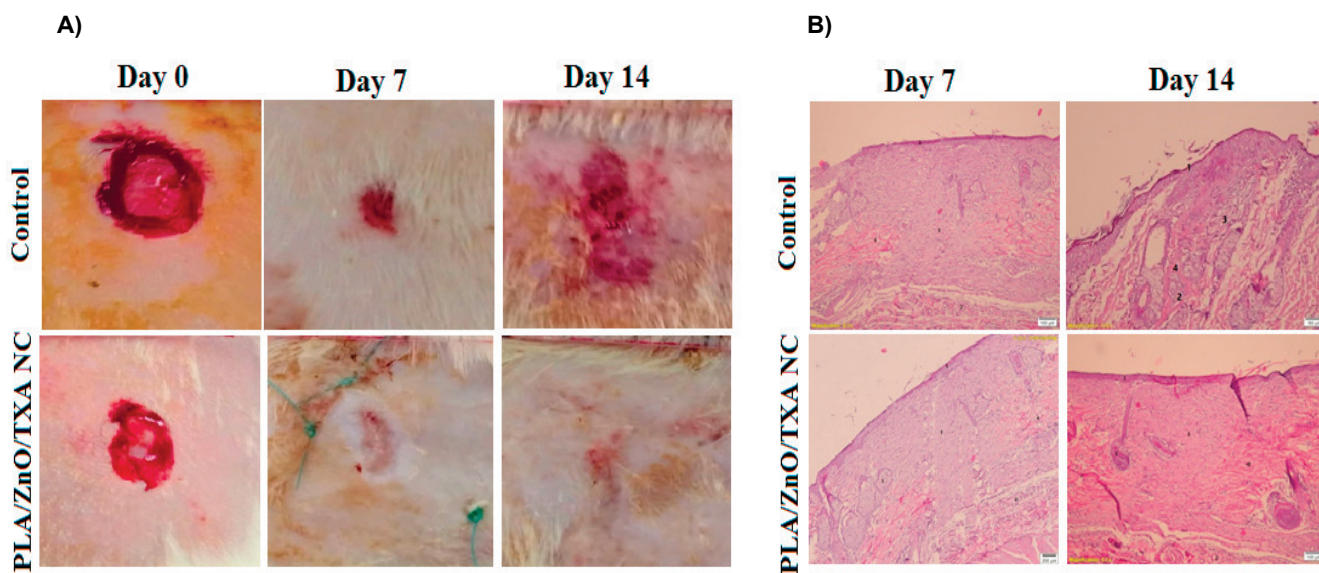 A)
B)
Day 0
Day 7
Day 14
Day 7
Day 14
Control
Control
PLA/ZnO/TXA NC
PLA/ZnO/TXA NC
3
4
2